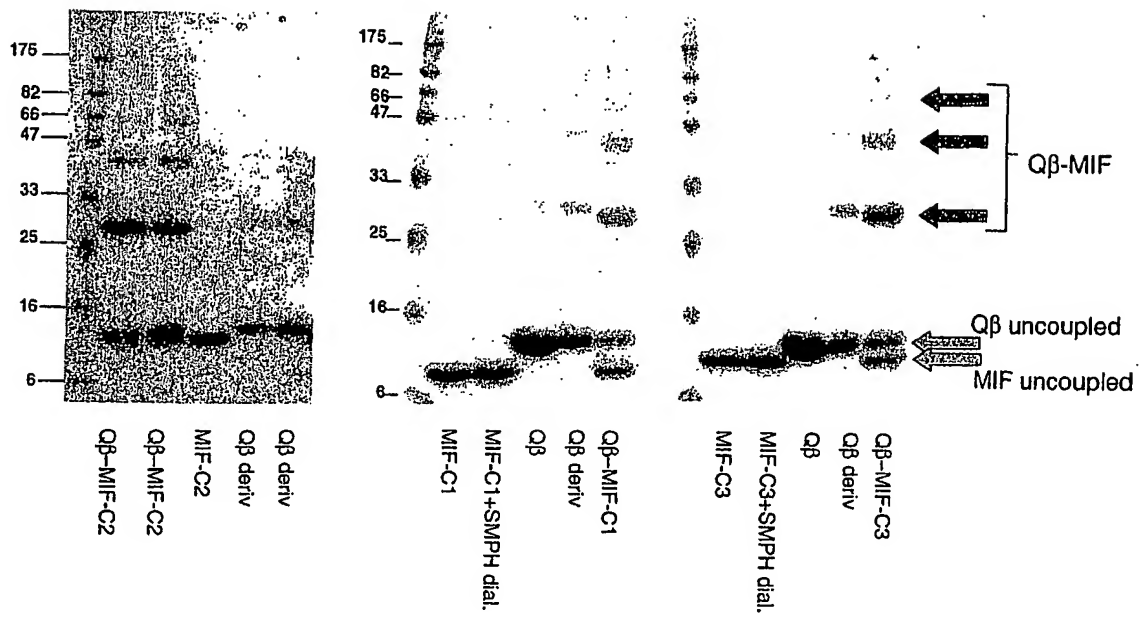 175
82
66
47
33
25
16
6
175
82
66
47
33
25
16
6
Qβ-MIF
Qβ uncoupled
MIF uncoupled
Qβ-MIF-C2
Qβ-MIF-C2
MIF-C2
Qβ deriv
Qβ deriv
MIF-C1
MIF-C1+SMPH dial.
Qβ
Qβ deriv
Qβ-MIF-C1
MIF-C3
MIF-C3+SMPH dial.
Qβ
Qβ deriv
Qβ-MIF-C3